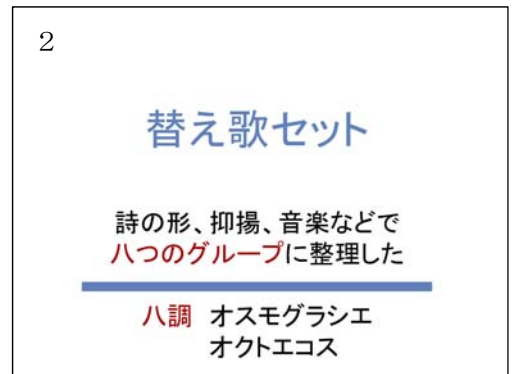 2
替え歌セット
詩の形、抑揚、音楽などで
八つのグループに整理した
八調 オスモグラシエ
オクトエコス